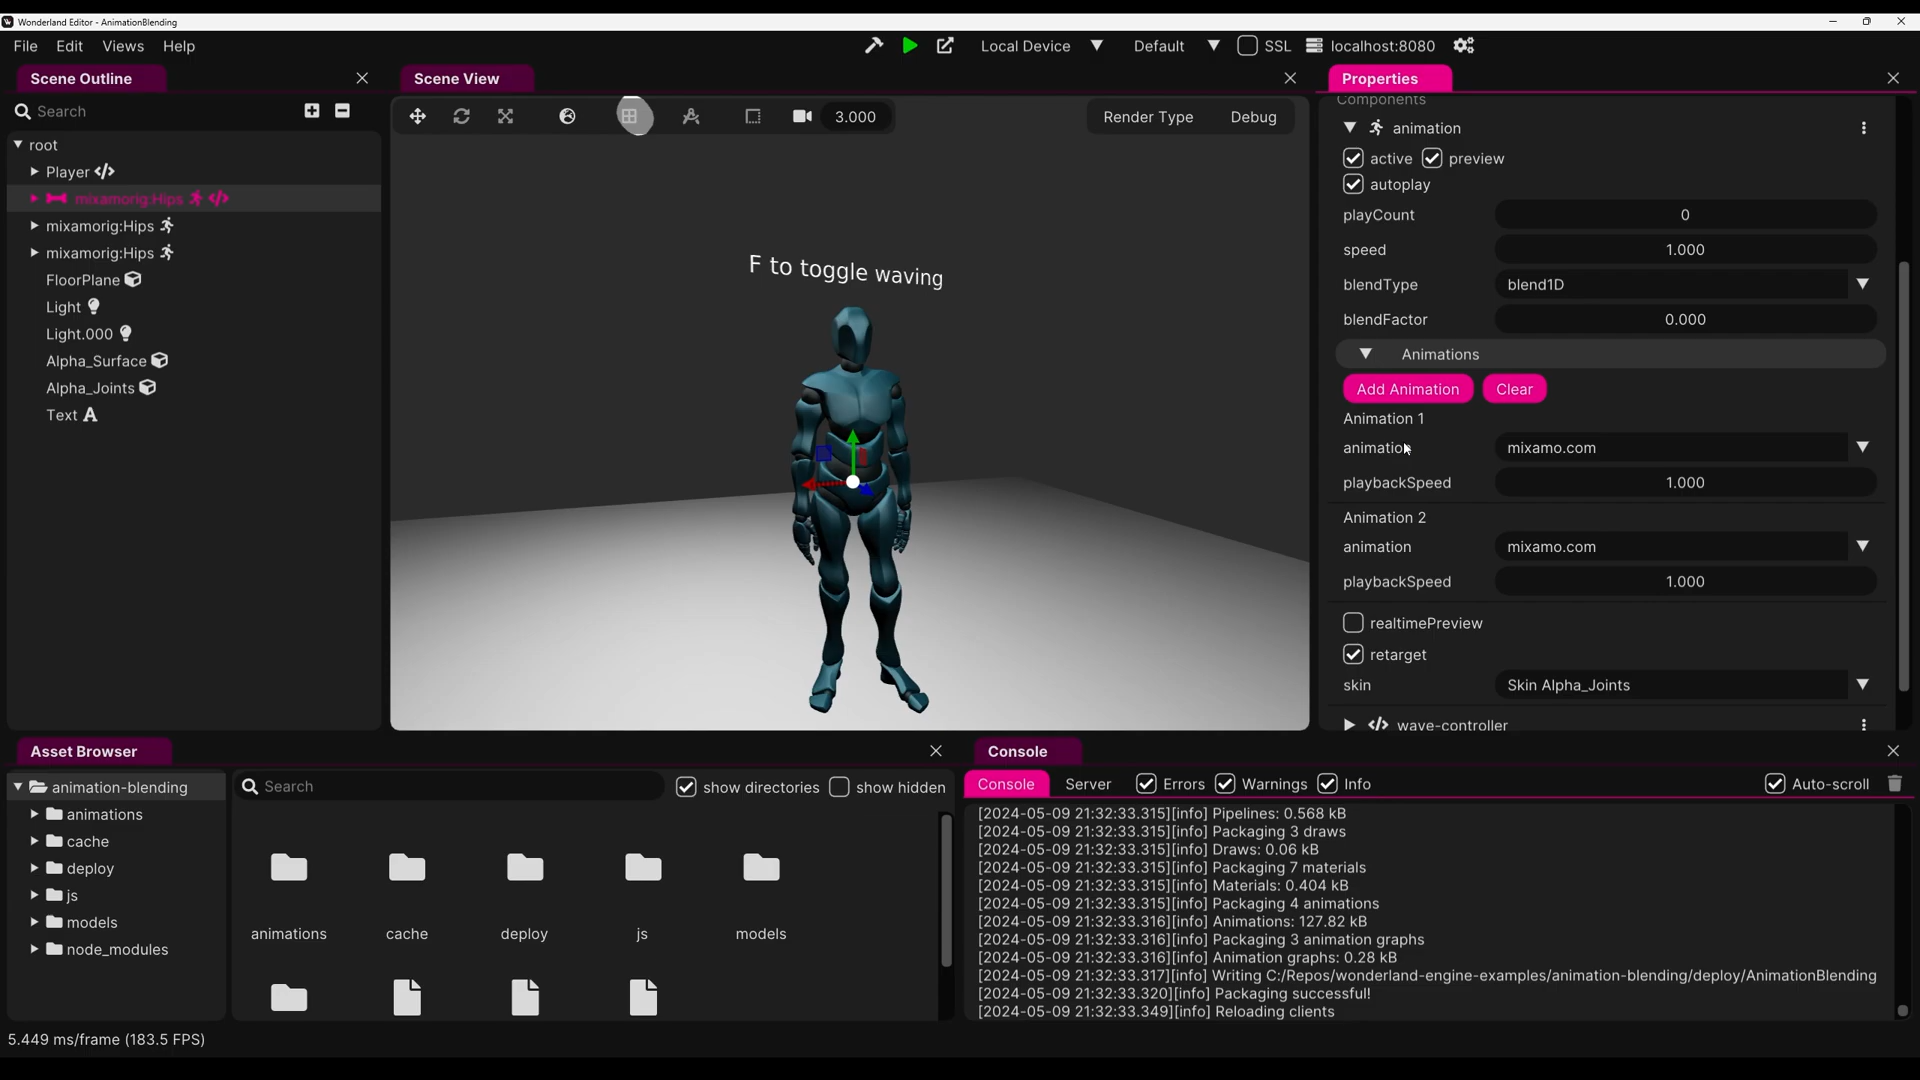 Wonderland Editor - AnimationBlending
File Edit Views Help
Local Device Default SSL localhost:8080
Scene Outline
Search
root
Player
mixamorig:Hips
mixamorig:Hips
mixamorig:Hips
FloorPlane
Light
Light.000
Alpha_Surface
Alpha_Joints
Text
Scene View
3.000
Render Type Debug
F to toggle waving
Properties
Components
animation
active preview
autoplay
playCount 0
speed 1.000
blendType blend1D
blendFactor 0.000
Animations
Add Animation Clear
Animation 1
animation mixamo.com
playbackSpeed 1.000
Animation 2
animation mixamo.com
playbackSpeed 1.000
realtimePreview
retarget
skin Skin Alpha_Joints
wave-controller
Asset Browser
animation-blending
animations
cache
deploy
js
models
node_modules
Search
show directories show hidden
animations cache deploy js models
Console
Console Server Errors Warnings Info Auto-scroll
[2024-05-09 21:32:33.315][info] Pipelines: 0.568 kB
[2024-05-09 21:32:33.315][info] Packaging 3 draws
[2024-05-09 21:32:33.315][info] Draws: 0.06 kB
[2024-05-09 21:32:33.315][info] Packaging 7 materials
[2024-05-09 21:32:33.315][info] Materials: 0.404 kB
[2024-05-09 21:32:33.315][info] Packaging 4 animations
[2024-05-09 21:32:33.316][info] Animations: 127.82 kB
[2024-05-09 21:32:33.316][info] Packaging 3 animation graphs
[2024-05-09 21:32:33.316][info] Animation graphs: 0.28 kB
[2024-05-09 21:32:33.317][info] Writing C:/Repos/wonderland-engine-examples/animation-blending/deploy/AnimationBlending
[2024-05-09 21:32:33.320][info] Packaging successful!
[2024-05-09 21:32:33.349][info] Reloading clients
5.449 ms/frame (183.5 FPS)